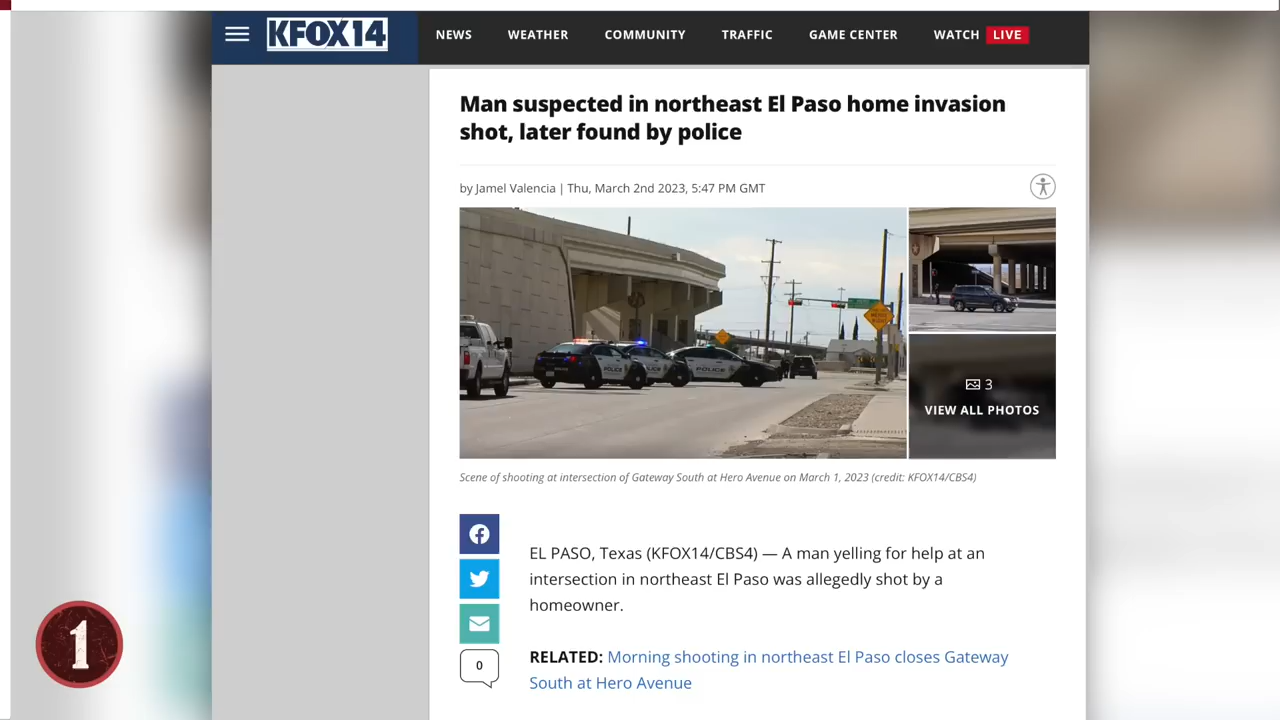 KFOX14
NEWS
WEATHER
COMMUNITY
TRAFFIC
GAME CENTER
WATCH LIVE
Man suspected in northeast El Paso home invasion
shot, later found by police
by Jamel Valencia | Thu, March 2nd 2023, 5:47 PM GMT
POLICE
POLICE
POLICE
3
VIEW ALL PHOTOS
Scene of shooting at intersection of Gateway South at Hero Avenue on March 1, 2023 (credit: KFOX14/CBS4)
EL PASO, Texas (KFOX14/CBS4) — A man yelling for help at an
intersection in northeast El Paso was allegedly shot by a
homeowner.
0
RELATED: Morning shooting in northeast El Paso closes Gateway
South at Hero Avenue
1